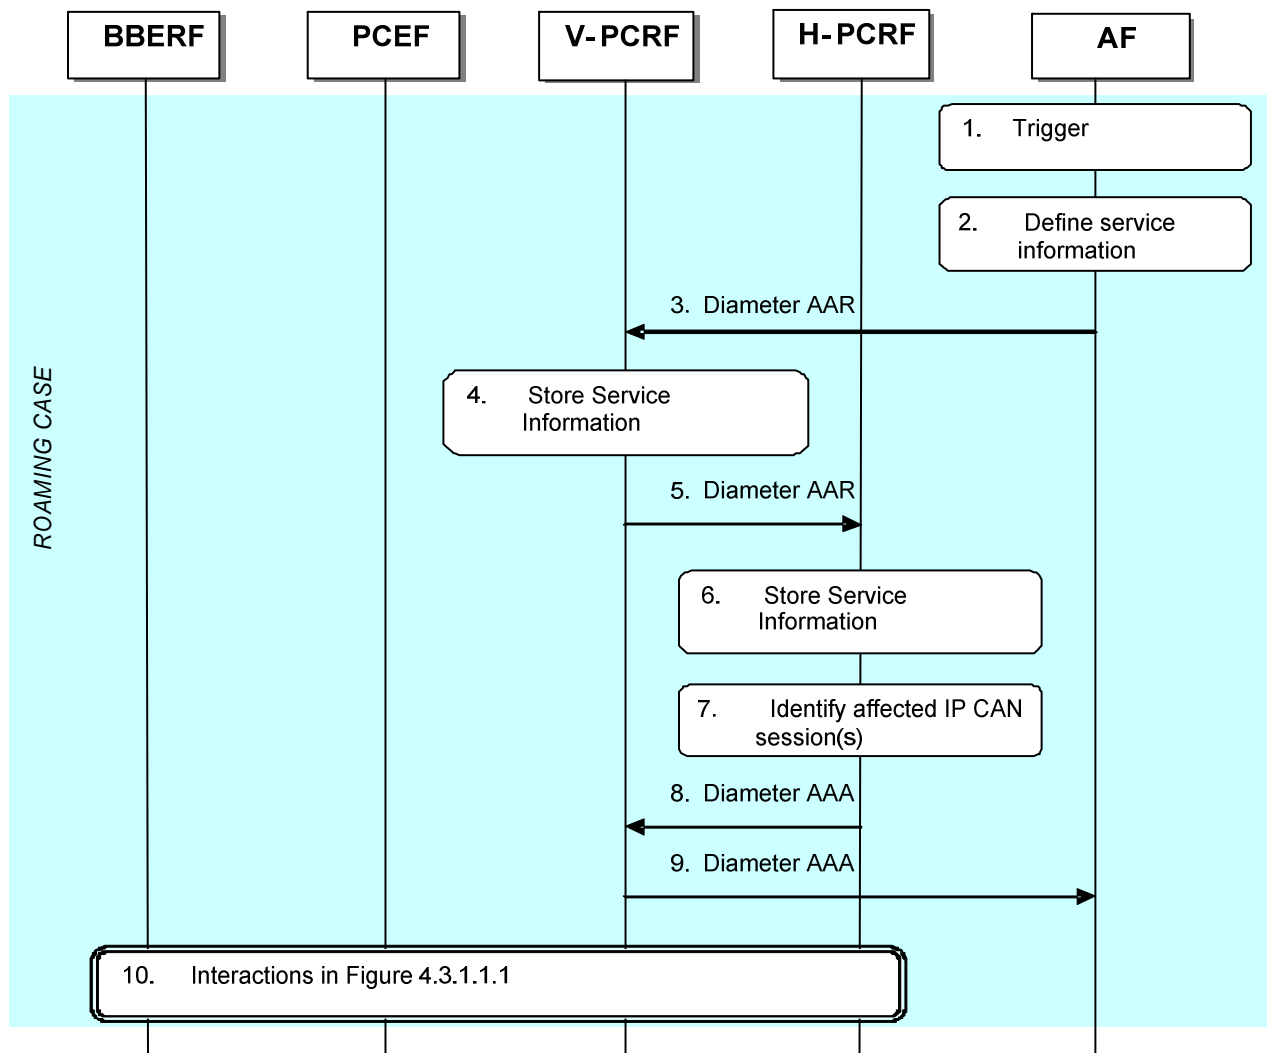 BBERF
PCEF
V-PCRF
H-PCRF
AF
1. Trigger
2. Define service
information
3. Diameter AAR
ROAMING CASE
4. Store Service
Information
5. Diameter AAR
6. Store Service
Information
7. Identify affected IP CAN
session(s)
8. Diameter AAA
9. Diameter AAA
10. Interactions in Figure 4.3.1.1.1